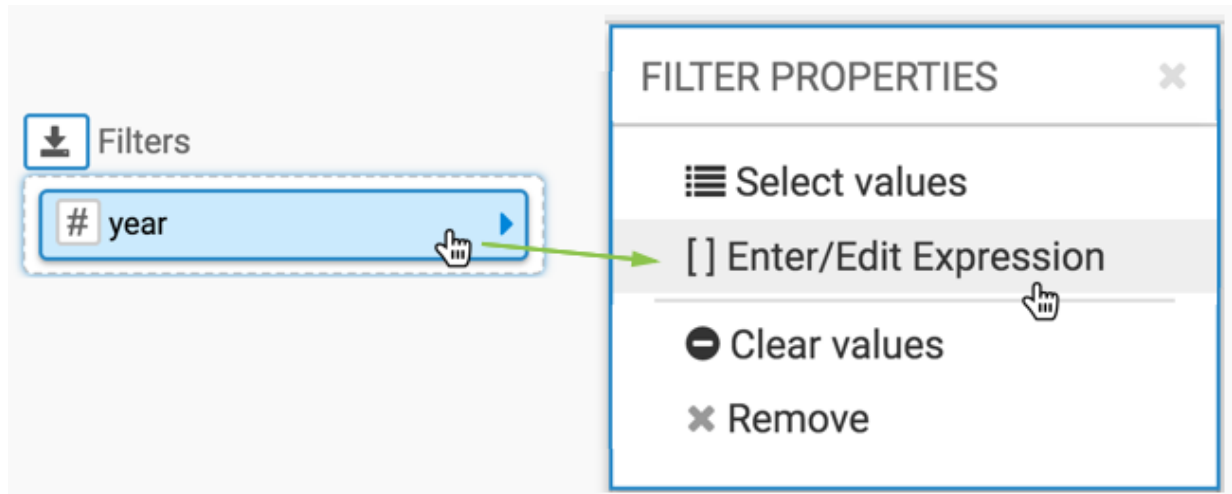 Filters
# year
FILTER PROPERTIES
Select values
[ ] Enter/Edit Expression
Clear values
Remove